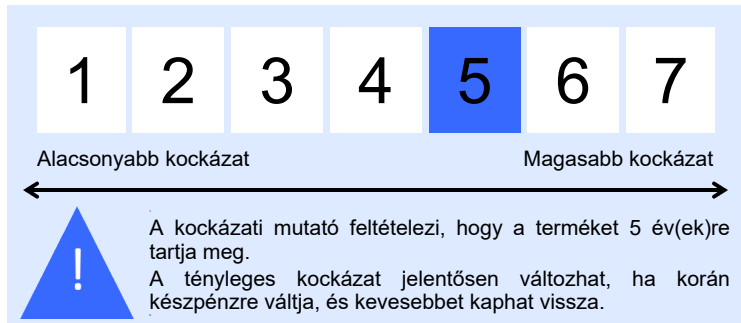 1 2 3 4 5 6 7
Alacsonyabb kockázat Magasabb kockázat
A kockázati mutató feltételezi, hogy a terméket 5 év(ek)re
tartja meg.
A tényleges kockázat jelentősen változhat, ha korán
készpénzre váltja, és kevesebbet kaphat vissza.
!